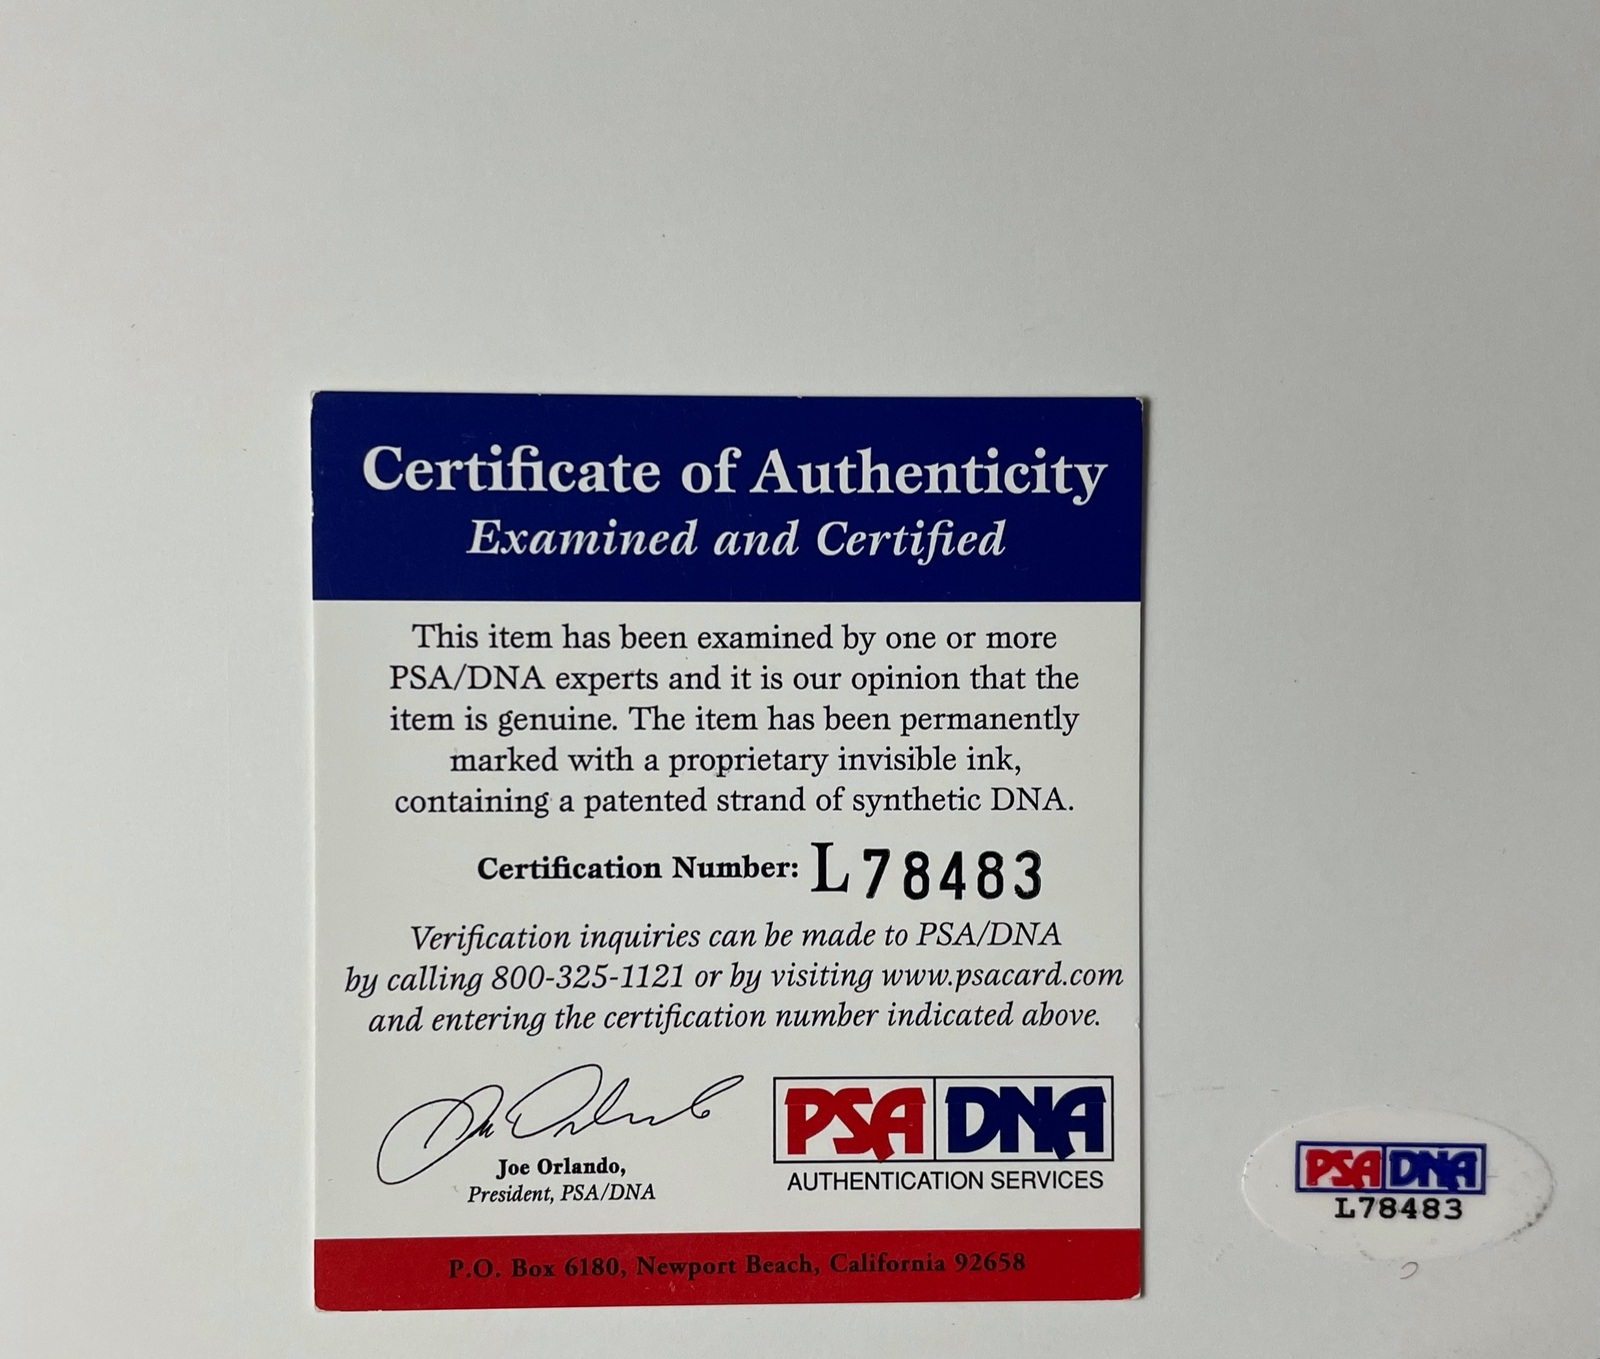 Certificate of Authenticity
Examined and Certified
This item has been examined by one or more
PSA/DNA experts and it is our opinion that the
item is genuine. The item has been permanently
marked with a proprietary invisible ink,
containing a patented strand of synthetic DNA.
Certification Number: L78483
Verification inquiries can be made to PSA/DNA
by calling 800-325-1121 or by visiting www.psacard.com
and entering the certification number indicated above.
Joe Orlando,
President, PSA/DNA
PSA DNA
AUTHENTICATION SERVICES
P.O. Box 6180, Newport Beach, California 92658
PSA DNA
L78483